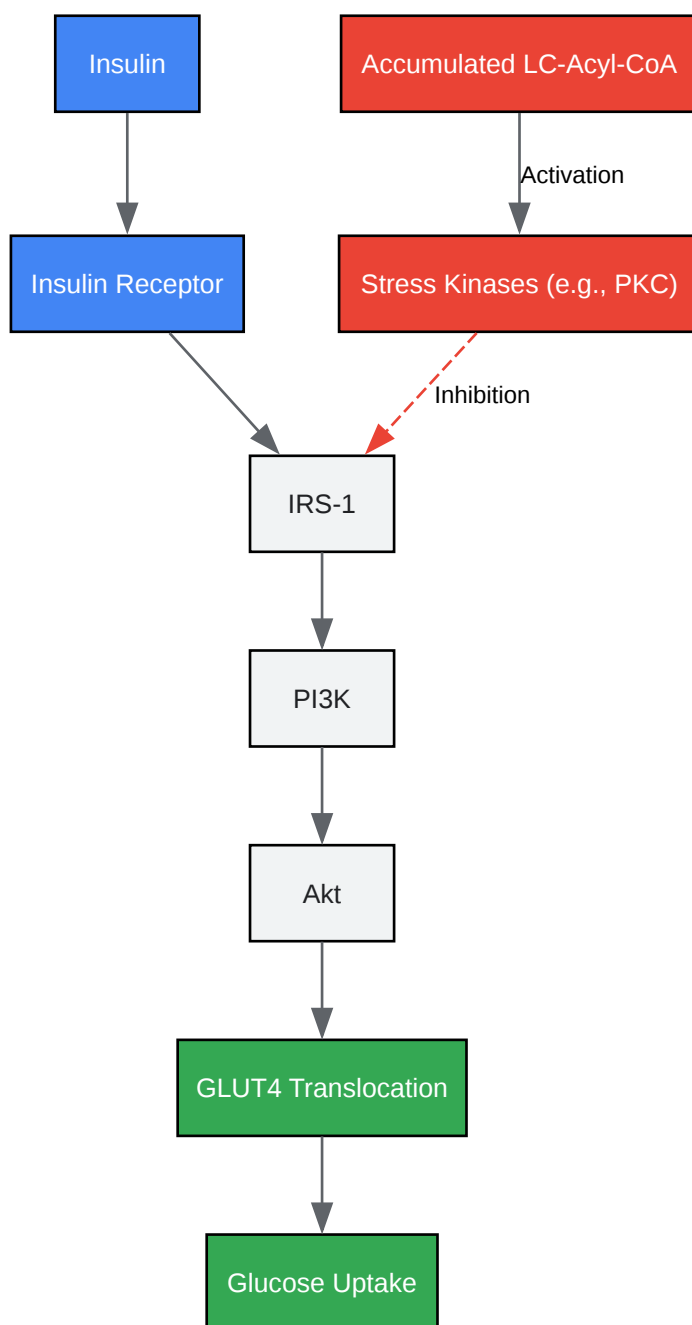 Insulin
Accumulated LC-Acyl-CoA
Activation
Insulin Receptor
Stress Kinases (e.g., PKC)
Inhibition
IRS-1
PI3K
Akt
GLUT4 Translocation
Glucose Uptake